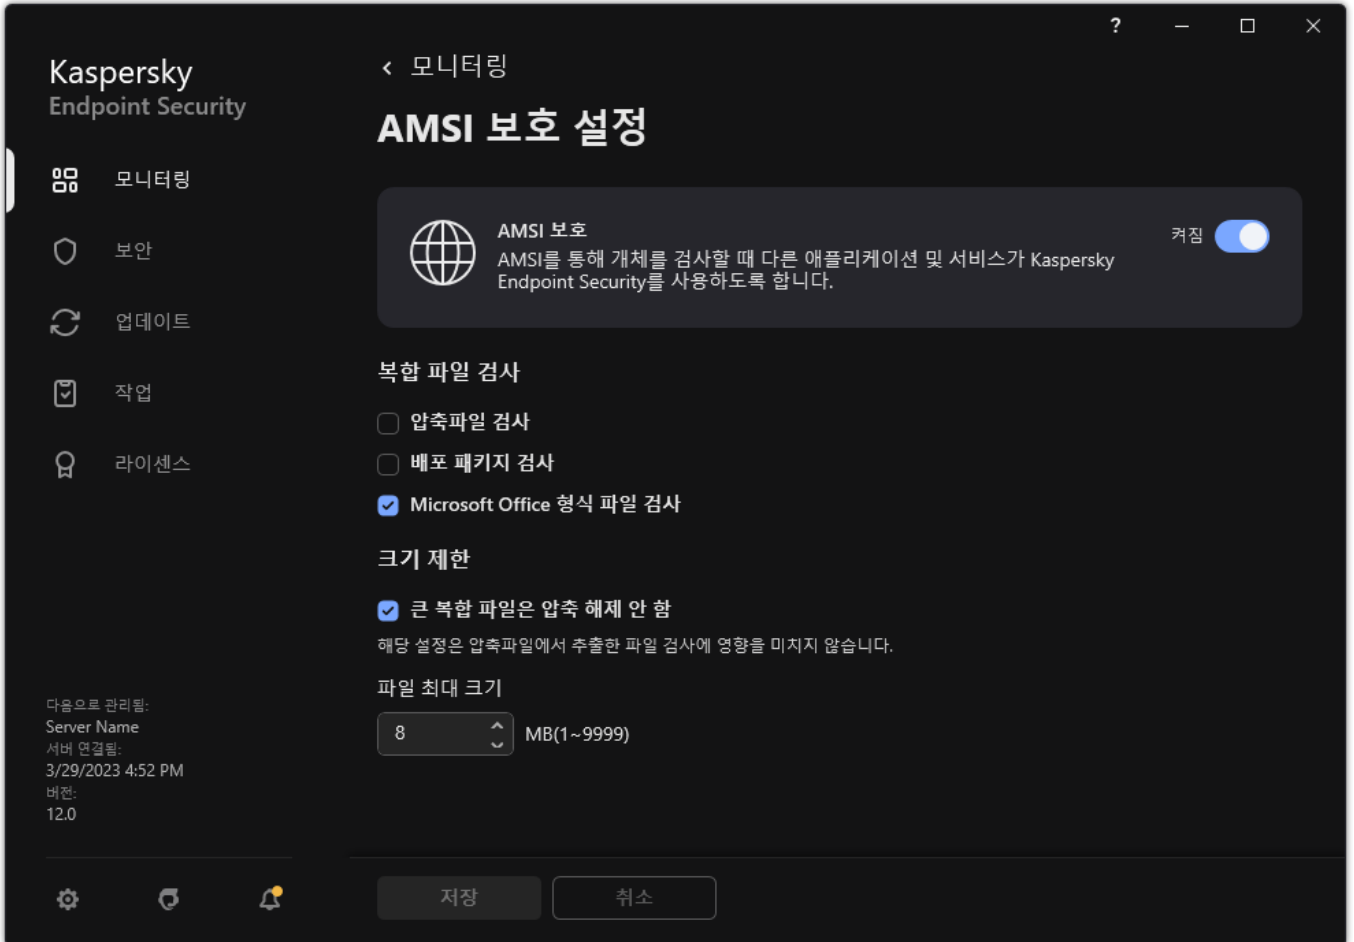 ?
Kaspersky
Endpoint Security
모니터링
보안
업데이트
작업
라이센스
다음으로 관리됨:
Server Name
서버 연결됨:
3/29/2023 4:52 PM
버전:
12.0
모니터링
AMSI 보호 설정
AMSI 보호
AMSI를 통해 개체를 검사할 때 다른 애플리케이션 및 서비스가 Kaspersky
Endpoint Security를 사용하도록 합니다.
켜짐
복합 파일 검사
압축파일 검사
배포 패키지 검사
Microsoft Office 형식 파일 검사
크기 제한
큰 복합 파일은 압축 해제 안 함
해당 설정은 압축파일에서 추출한 파일 검사에 영향을 미치지 않습니다.
파일 최대 크기
8 MB(1~9999)
저장
취소